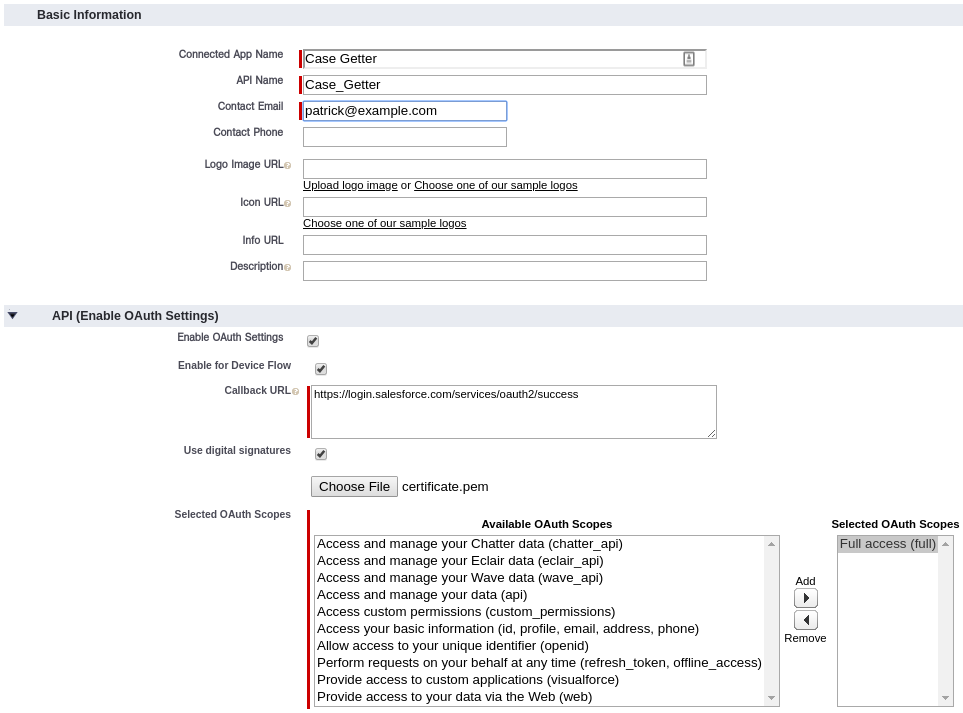 Basic Information
Connected App Name Case Getter
API Name Case_Getter
Contact Email patrick@example.com
Contact Phone
Logo Image URL
Upload logo image or Choose one of our sample logos
Icon URL
Choose one of our sample logos
Info URL
Description
API (Enable OAuth Settings)
Enable OAuth Settings
Enable for Device Flow
Callback URL https://login.salesforce.com/services/oauth2/success
Use digital signatures
Choose File certificate.pem
Selected OAuth Scopes
Available OAuth Scopes
Access and manage your Chatter data (chatter_api)
Access and manage your Eclair data (eclair_api)
Access and manage your Wave data (wave_api)
Access and manage your data (api)
Access custom permissions (custom_permissions)
Access your basic information (id, profile, email, address, phone)
Allow access to your unique identifier (openid)
Perform requests on your behalf at any time (refresh_token, offline_access)
Provide access to custom applications (visualforce)
Provide access to your data via the Web (web)
Add
Remove
Selected OAuth Scopes
Full access (full)